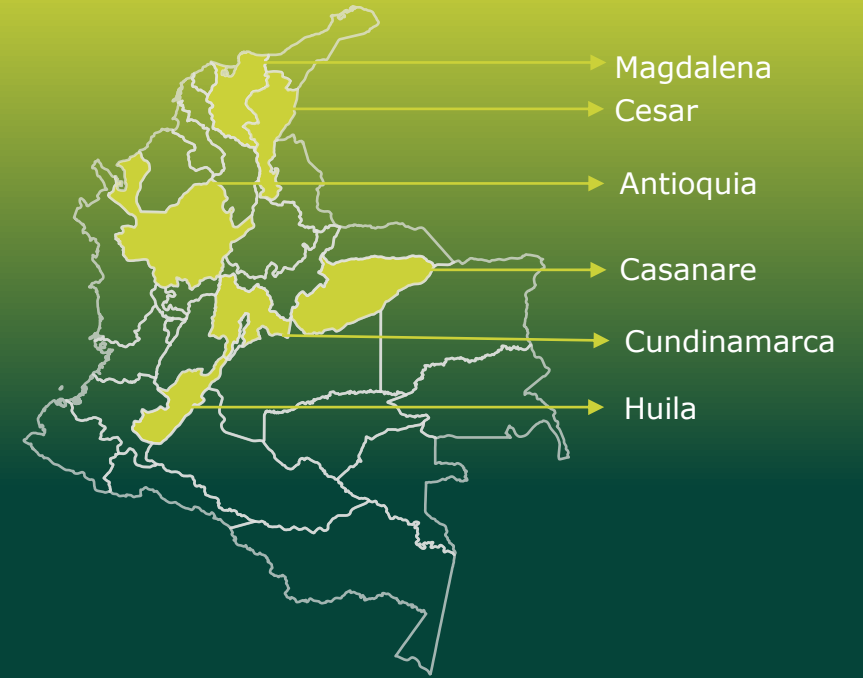 Magdalena
Cesar
Antioquia
Casanare
Cundinamarca
Huila